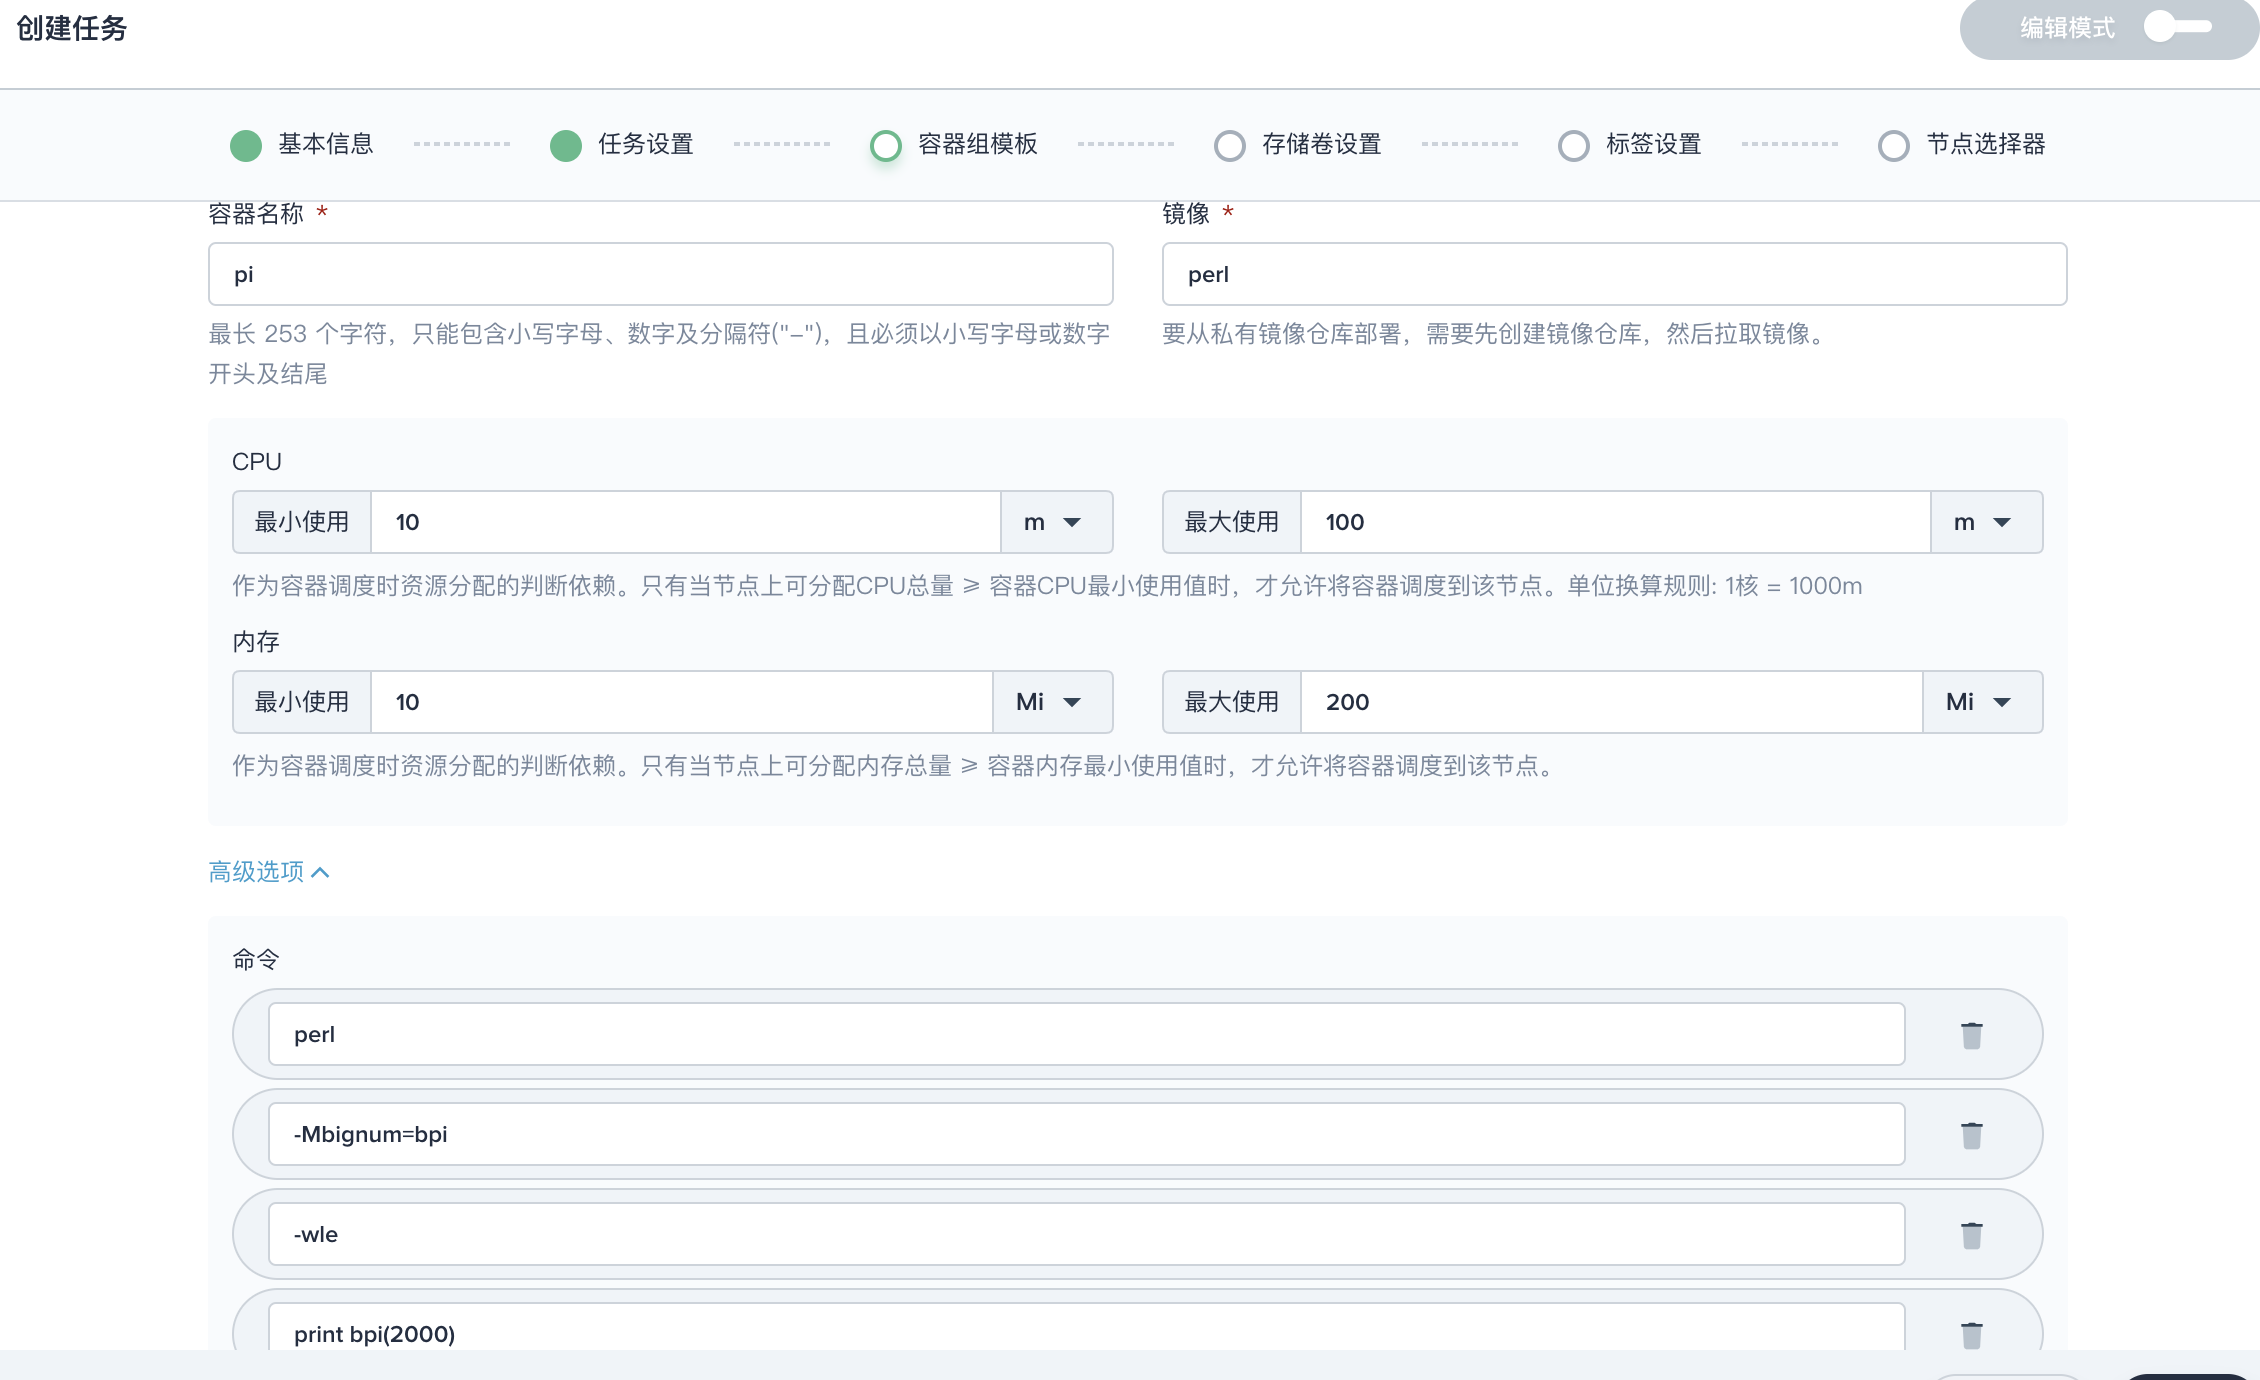 创建任务
编辑模式
基本信息
任务设置
容器组模板
存储卷设置
标签设置
节点选择器
容器名称 *
镜像 *
pi
perl
最长 253 个字符，只能包含小写字母、数字及分隔符("-")，且必须以小写字母或数字
开头及结尾
要从私有镜像仓库部署，需要先创建镜像仓库，然后拉取镜像。
CPU
最小使用 10 m
最大使用 100 m
作为容器调度时资源分配的判断依赖。只有当节点上可分配CPU总量 ⩾ 容器CPU最小使用值时，才允许将容器调度到该节点。单位换算规则: 1核 = 1000m
内存
最小使用 10 Mi
最大使用 200 Mi
作为容器调度时资源分配的判断依赖。只有当节点上可分配内存总量 ⩾ 容器内存最小使用值时，才允许将容器调度到该节点。
高级选项
命令
perl
-Mbignum=bpi
-wle
print bpi(2000)